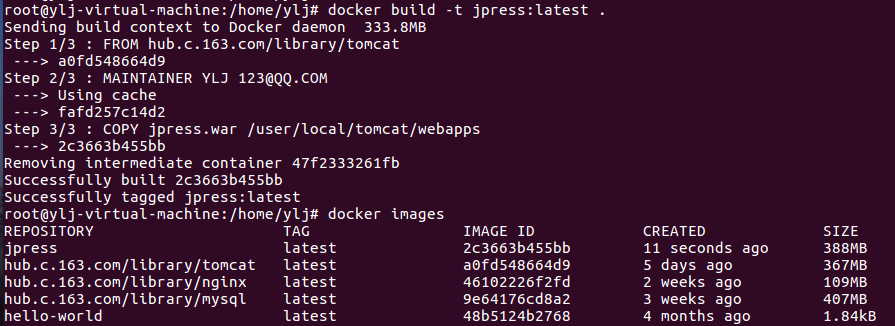 root@ylj-virtual-machine:/home/ylj# docker build -t jpress:latest .
Sending build context to Docker daemon  333.8MB
Step 1/3 : FROM hub.c.163.com/library/tomcat
 ---> a0fd548664d9
Step 2/3 : MAINTAINER YLJ 123@QQ.COM
 ---> Using cache
 ---> fafd257c14d2
Step 3/3 : COPY jpress.war /user/local/tomcat/webapps
 ---> 2c3663b455bb
Removing intermediate container 47f2333261fb
Successfully built 2c3663b455bb
Successfully tagged jpress:latest
root@ylj-virtual-machine:/home/ylj# docker images
REPOSITORY                     TAG                 IMAGE ID            CREATED             SIZE
jpress                         latest              2c3663b455bb        11 seconds ago      388MB
hub.c.163.com/library/tomcat   latest              a0fd548664d9        5 days ago          367MB
hub.c.163.com/library/nginx    latest              46102226f2fd        2 weeks ago         109MB
hub.c.163.com/library/mysql    latest              9e64176cd8a2        3 weeks ago         407MB
hello-world                    latest              48b5124b2768        4 months ago        1.84kB